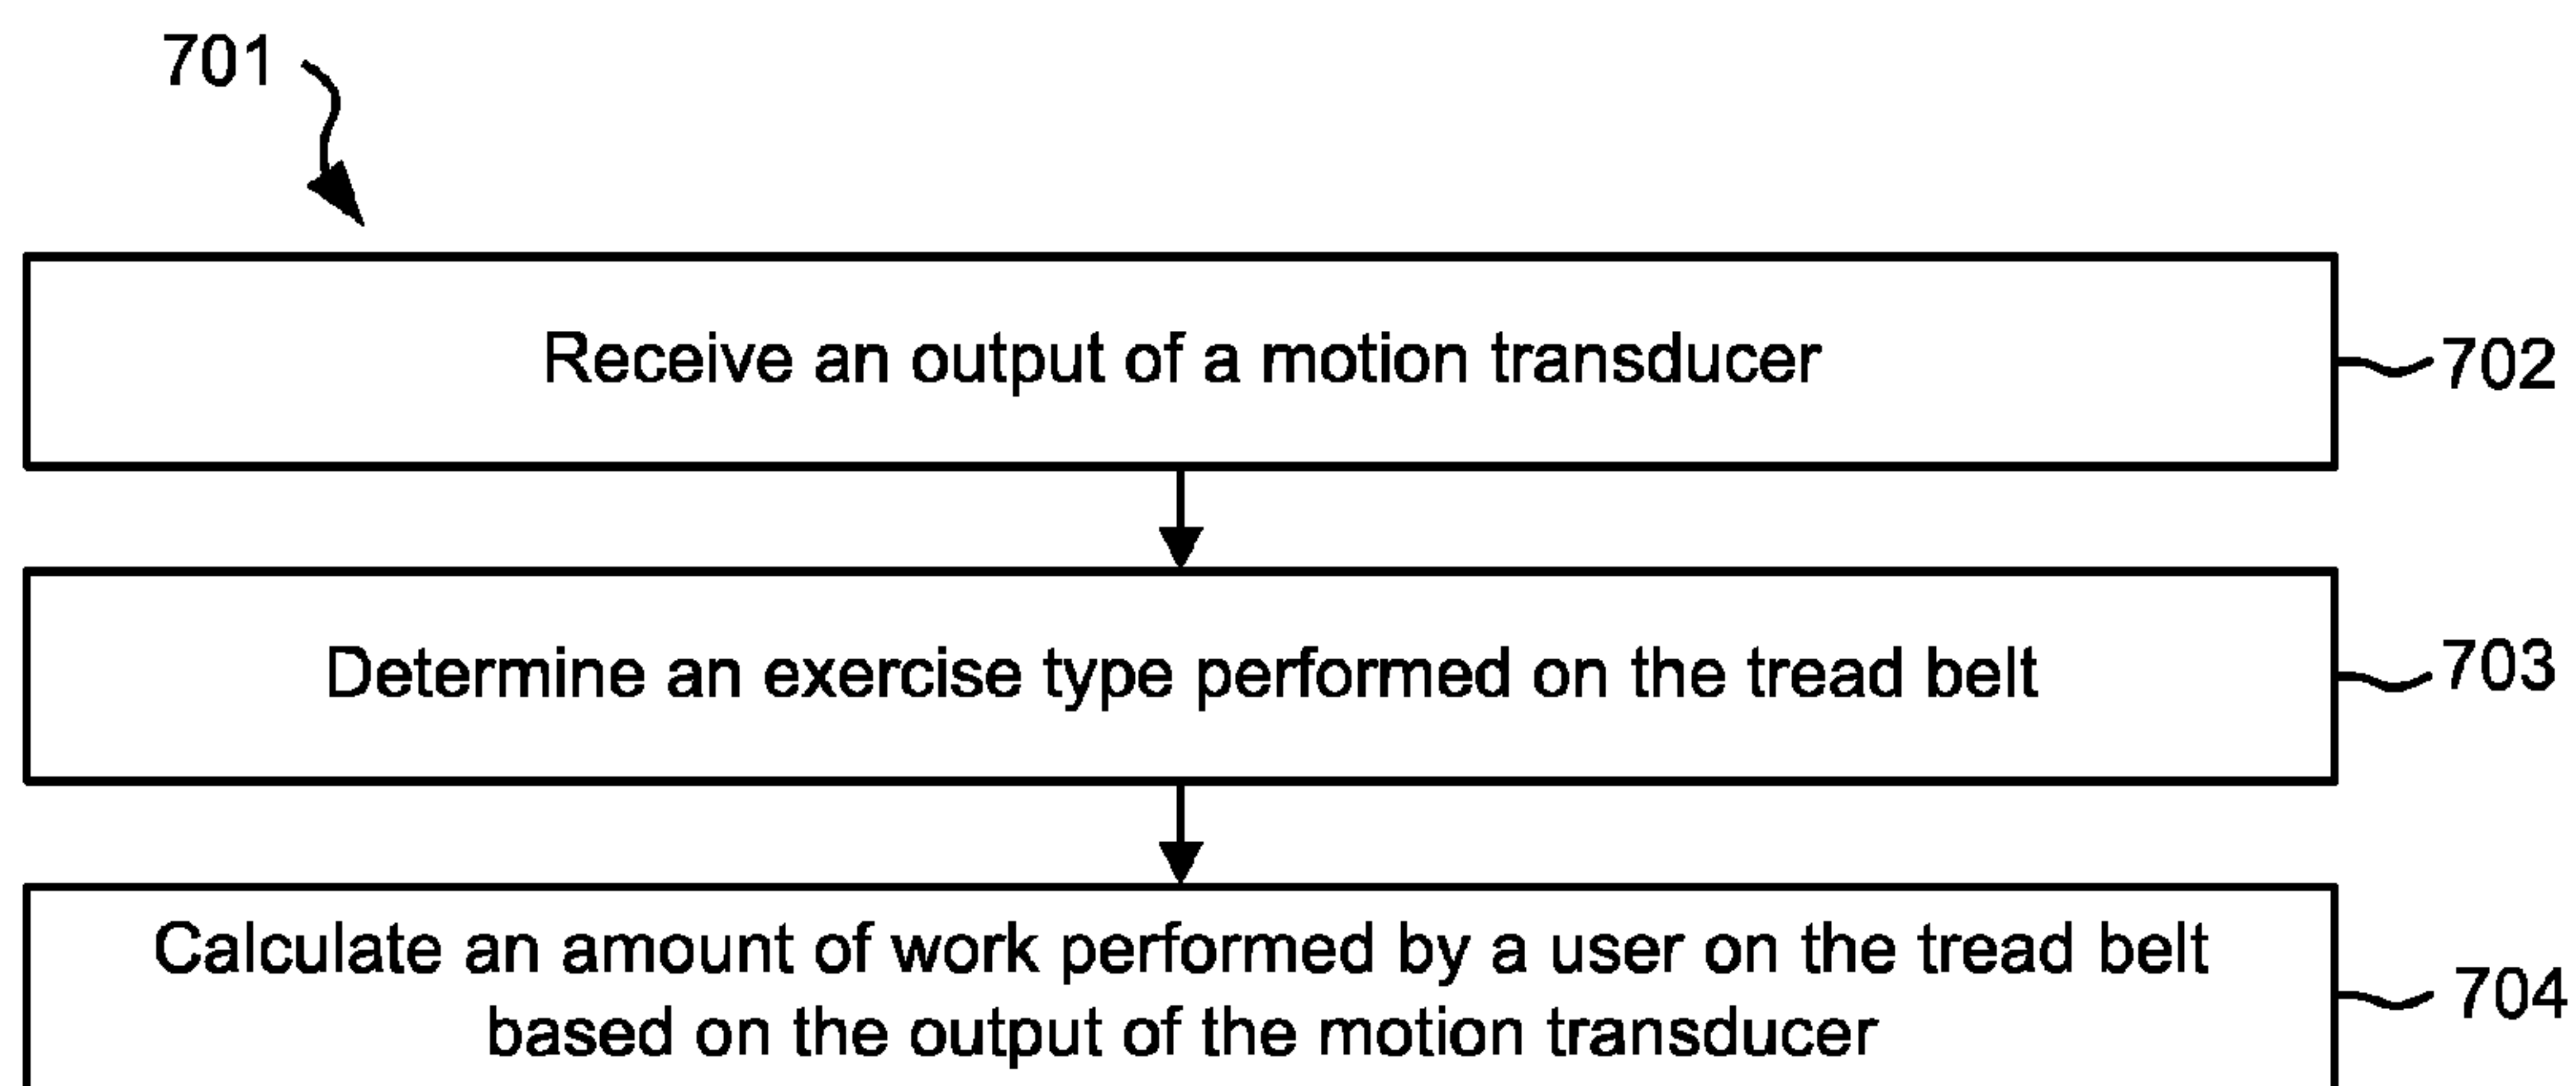 701
Receive an output of a motion transducer
702
Determine an exercise type performed on the tread belt
703
Calculate an amount of work performed by a user on the tread belt
based on the output of the motion transducer
704